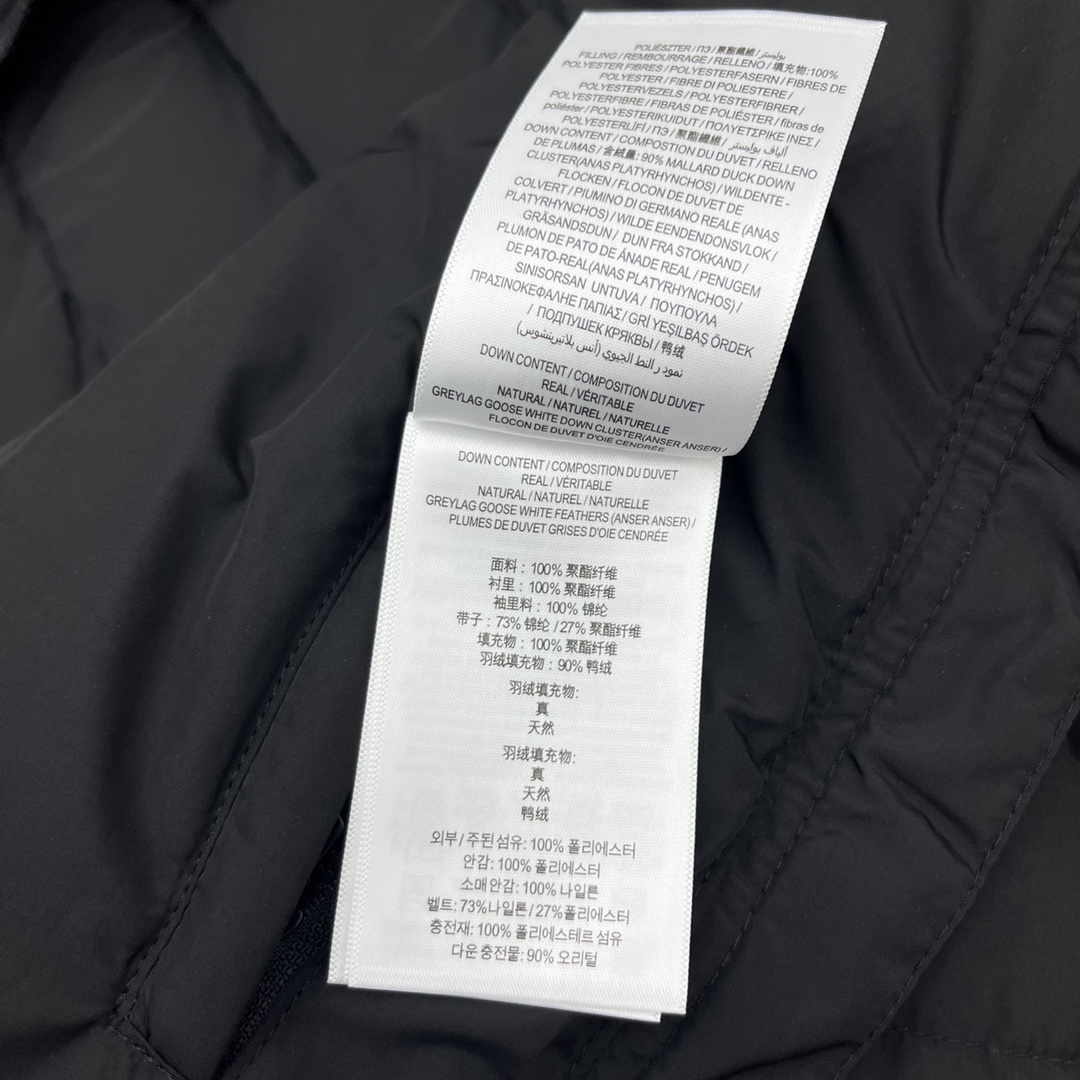 POLIÉSZTER / ПЭ / 聚酯纖維 / بوليستر
FILLING / REMBOURRAGE / RELLENO / 填充物:100%
POLYESTER FIBRES / POLYESTERFASERN / FIBRES DE
POLYESTER / FIBRE DI POLIESTERE /
POLYESTERVEZELS / POLYESTERFIBRER /
POLYESTERFIBRE / FIBRAS DE POLIÉSTER / fibras de
poliéster / POLYESTERIKUIDUT / ΠΟΛΥΕΤΣΡΙΚΕ ΙΝΕΣ /
POLYESTERLİFİ / ПЭ / 聚酯纖維 / ألياف بوليستر
DOWN CONTENT / COMPOSTION DU DUVET / RELLENO
DE PLUMAS / 含絨量: 90% MALLARD DUCK DOWN
CLUSTER(ANAS PLATYRHYNCHOS) / WILDENTE -
FLOCKEN / FLOCON DE DUVET DE
COLVERT / PIUMINO DI GERMANO REALE (ANAS
PLATYRHYNCHOS) / WILDE EENDENDONSVLOK /
GRÄSANDSDUN / DUN FRA STOKKAND /
PLUMON DE PATO DE ÁNADE REAL / PENUGEM
DE PATO-REAL(ANAS PLATYRHYNCHOS) /
SINISORSAN UNTUVA / ΠΟΥΠΟΥΛΑ
ΠΡΑΣΙΝΟΚΕΦΑΛΗΕ ΠΑΠΙΑΣ / GRİ YEŞILBAŞ ÖRDEK
/ ПОДПУШЕК КРЯКВЫ / 鸭绒
DOWN CONTENT / COMPOSITION DU DUVET
REAL / VÉRITABLE
NATURAL / NATUREL / NATURELLE
GREYLAG GOOSE WHITE DOWN CLUSTER(ANSER ANSER) /
FLOCON DE DUVET D'OIE CENDRÉE
DOWN CONTENT / COMPOSITION DU DUVET
REAL / VÉRITABLE
NATURAL / NATUREL / NATURELLE
GREYLAG GOOSE WHITE FEATHERS (ANSER ANSER) /
PLUMES DE DUVET GRISES D'OIE CENDRÉE
面料 : 100% 聚酯纤维
衬里 : 100% 聚酯纤维
袖里料 : 100% 锦纶
带子 : 73% 锦纶 / 27% 聚酯纤维
填充物 : 100% 聚酯纤维
羽绒填充物 : 90% 鸭绒
羽绒填充物:
真
天然
羽绒填充物:
真
天然
鸭绒
외부 / 주된 섬유: 100% 폴리에스터
안감: 100% 폴리에스터
소매 안감: 100% 나일론
벨트: 73%나일론 / 27%폴리에스터
충전재: 100% 폴리에스테르 섬유
다운 충전물: 90% 오리털